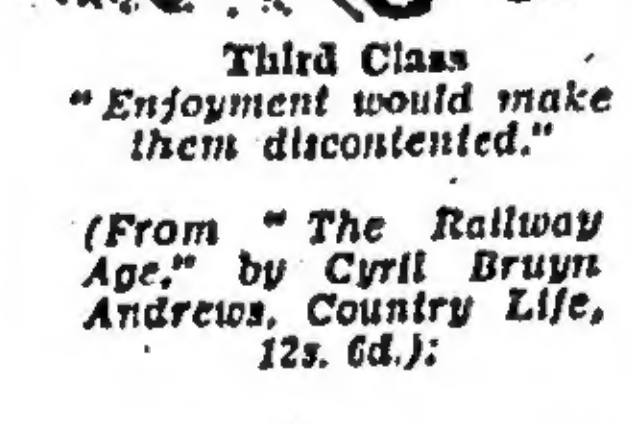 Third Class
"Enjoyment would make
them discontented."
(From "The Railway
Age," by Cyril Bruyn
Andrews, Country Life,
12s. 6d.):